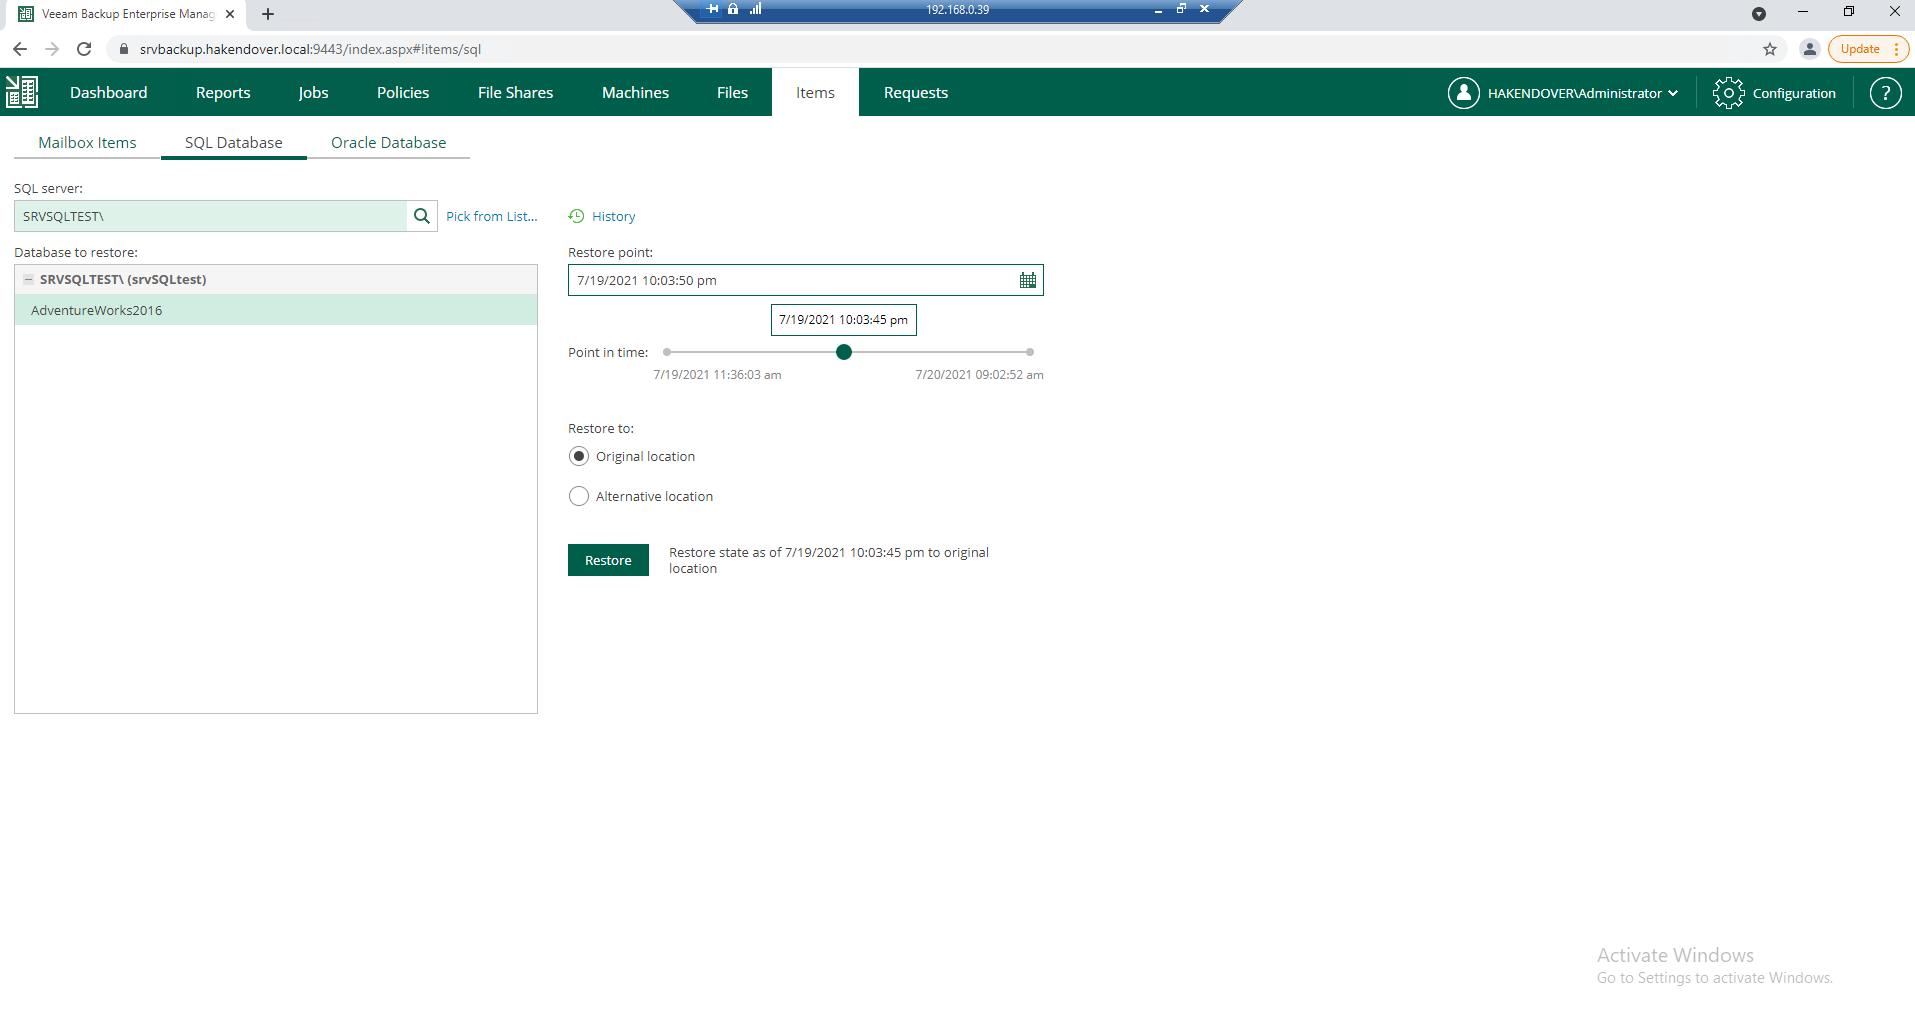 Veeam Backup Enterprise Manag
192.168.0.39
srvbackup.hakendover.local:9443/index.aspx#!items/sql
Update
Dashboard Reports Jobs Policies File Shares Machines Files Items Requests HAKENDOVER\Administrator Configuration ?
Mailbox Items SQL Database Oracle Database
SQL server:
SRVSQLTEST\ Pick from List... History
Database to restore: Restore point:
SRVSQLTEST\ (srvSQLtest) 7/19/2021 10:03:50 pm
AdventureWorks2016
7/19/2021 10:03:45 pm
Point in time:
7/19/2021 11:36:03 am 7/20/2021 09:02:52 am
Restore to:
Original location
Alternative location
Restore Restore state as of 7/19/2021 10:03:45 pm to original
location
Activate Windows
Go to Settings to activate Windows.